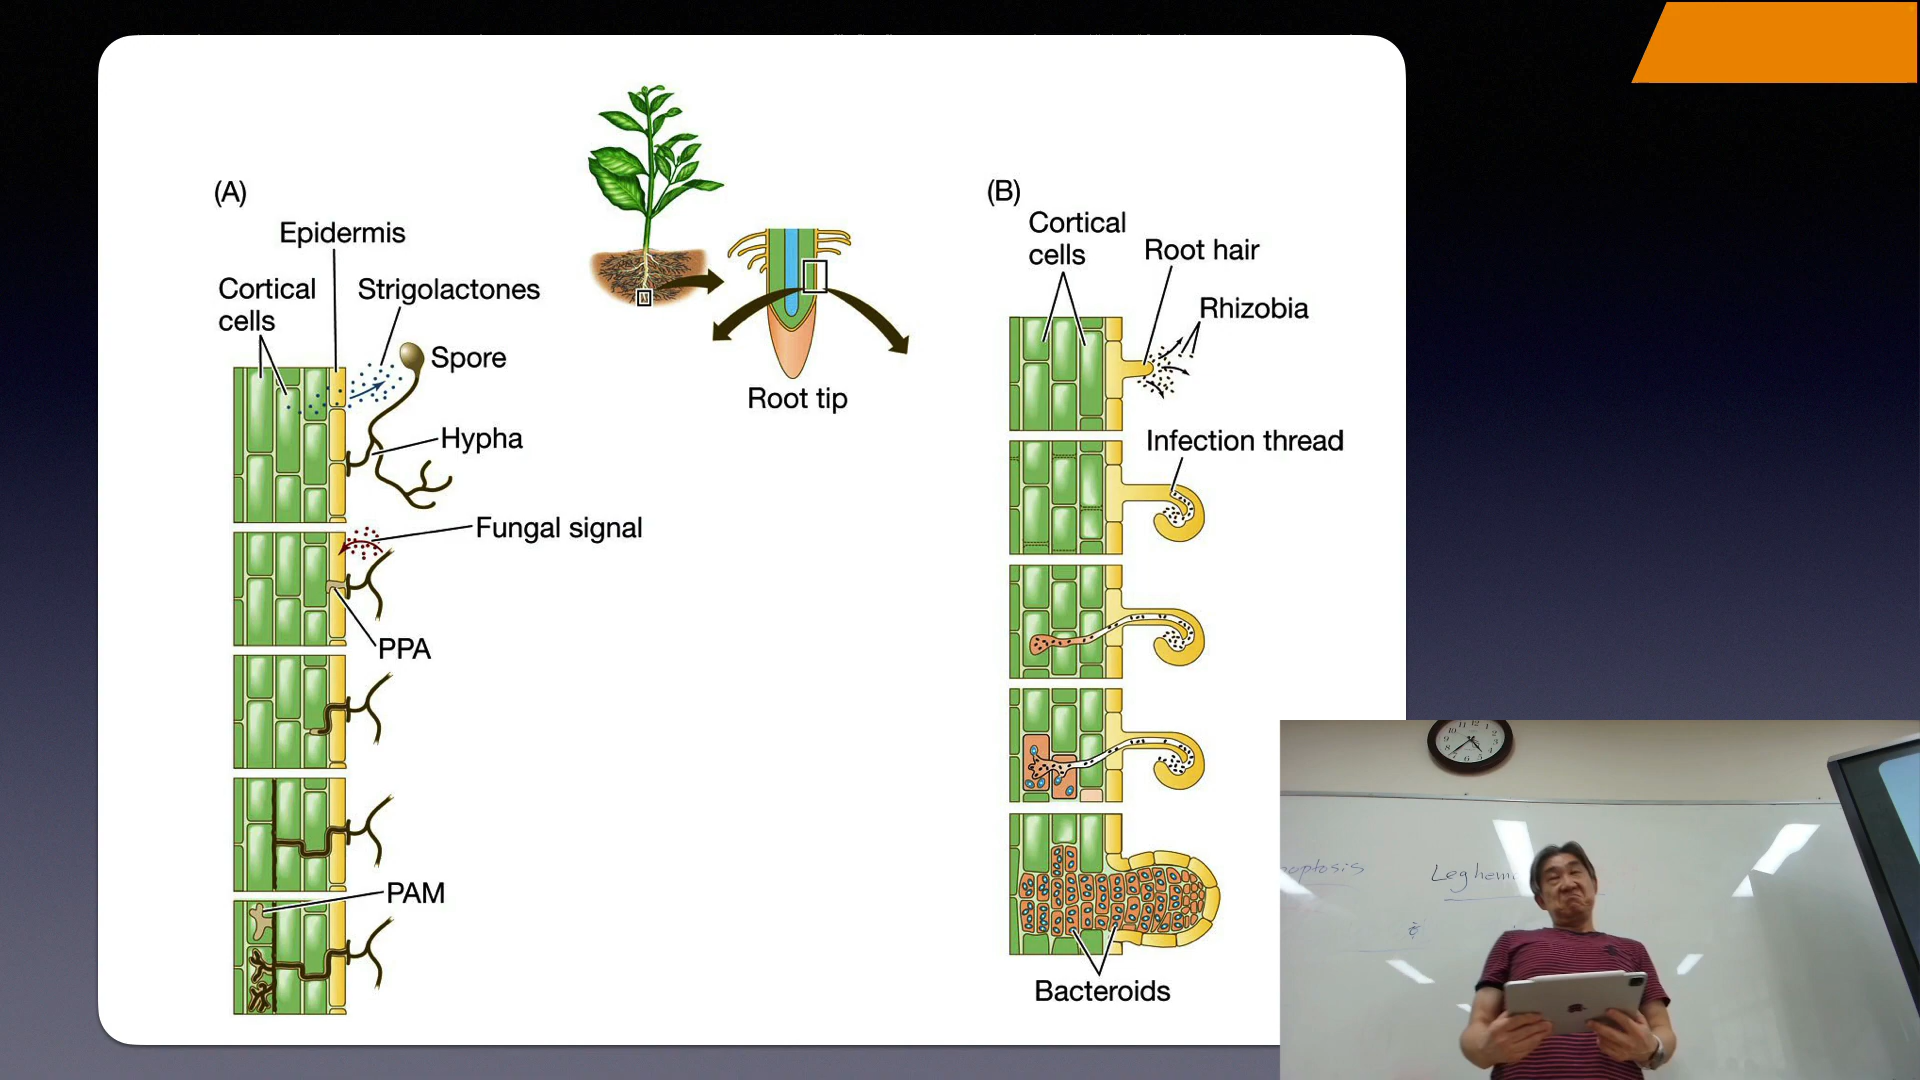 (A)
Epidermis
Cortical
cells
Strigolactones
Spore
Hypha
Fungal signal
PPA
PAM
Root tip
(B)
Cortical
cells
Root hair
Rhizobia
Infection thread
Bacteroids